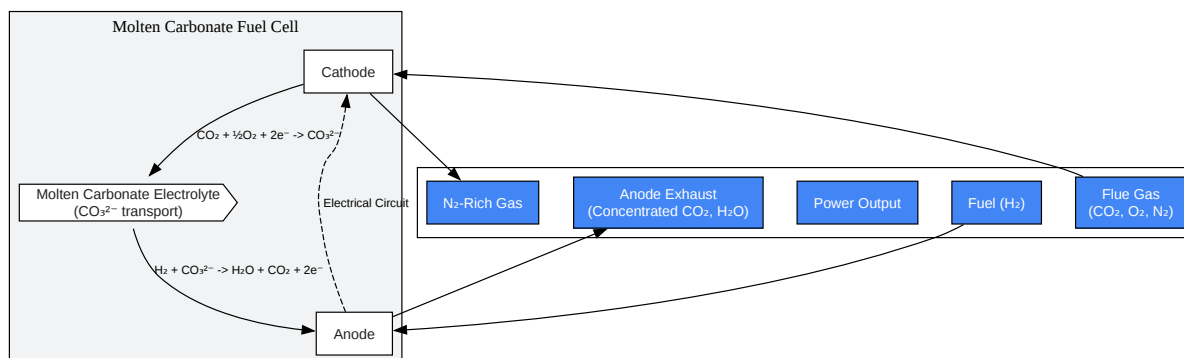 Molten Carbonate Fuel Cell
Cathode
CO₂ + ½O₂ + 2e⁻ -> CO₃²⁻
Molten Carbonate Electrolyte
(CO₃²⁻ transport)
Electrical Circuit
H₂ + CO₃²⁻ -> H₂O + CO₂ + 2e⁻
Anode
N₂-Rich Gas
Anode Exhaust
(Concentrated CO₂, H₂O)
Power Output
Fuel (H₂)
Flue Gas
(CO₂, O₂, N₂)